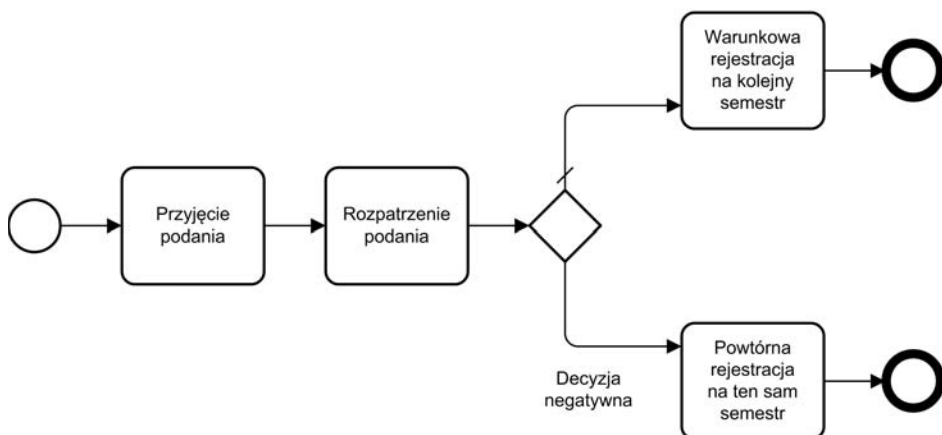 Warunkowa
rejestracja
na kolejny
semestr
Przyjęcie
podania
Rozpatrzenie
podania
Decyzja
negatywna
Powtórna
rejestracja
na ten sam
semestr